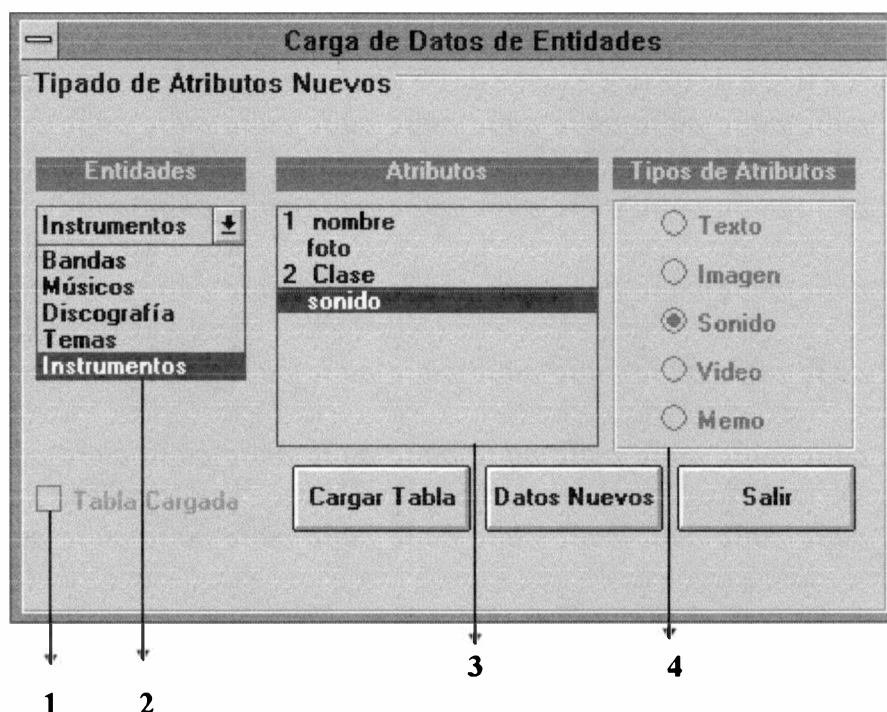 Carga de Datos de Entidades
Tipado de Atributos Nuevos
Entidades
Atributos
Tipos de Atributos
Instrumentos
Bandas
Músicos
Discografía
Temas
Instrumentos
1 nombre
foto
2 Clase
sonido
Texto
Imagen
Sonido
Video
Memo
Tabla Cargada
Cargar Tabla
Datos Nuevos
Salir
1
2
3
4